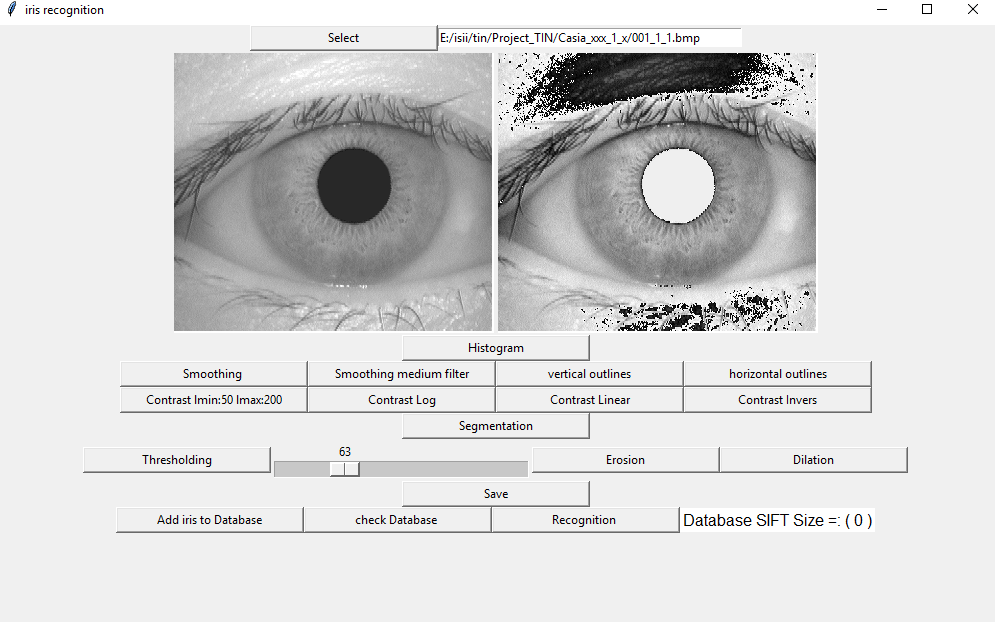 iris recognition
Select E:/isii/tin/Project_TIN/Casia_xxx_1_x/001_1_1.bmp
Histogram
Smoothing Smoothing medium filter vertical outlines horizontal outlines
Contrast Imin:50 Imax:200 Contrast Log Contrast Linear Contrast Invers
Segmentation
63
Thresholding Erosion Dilation
Save
Add iris to Database check Database Recognition Database SIFT Size =: ( 0 )